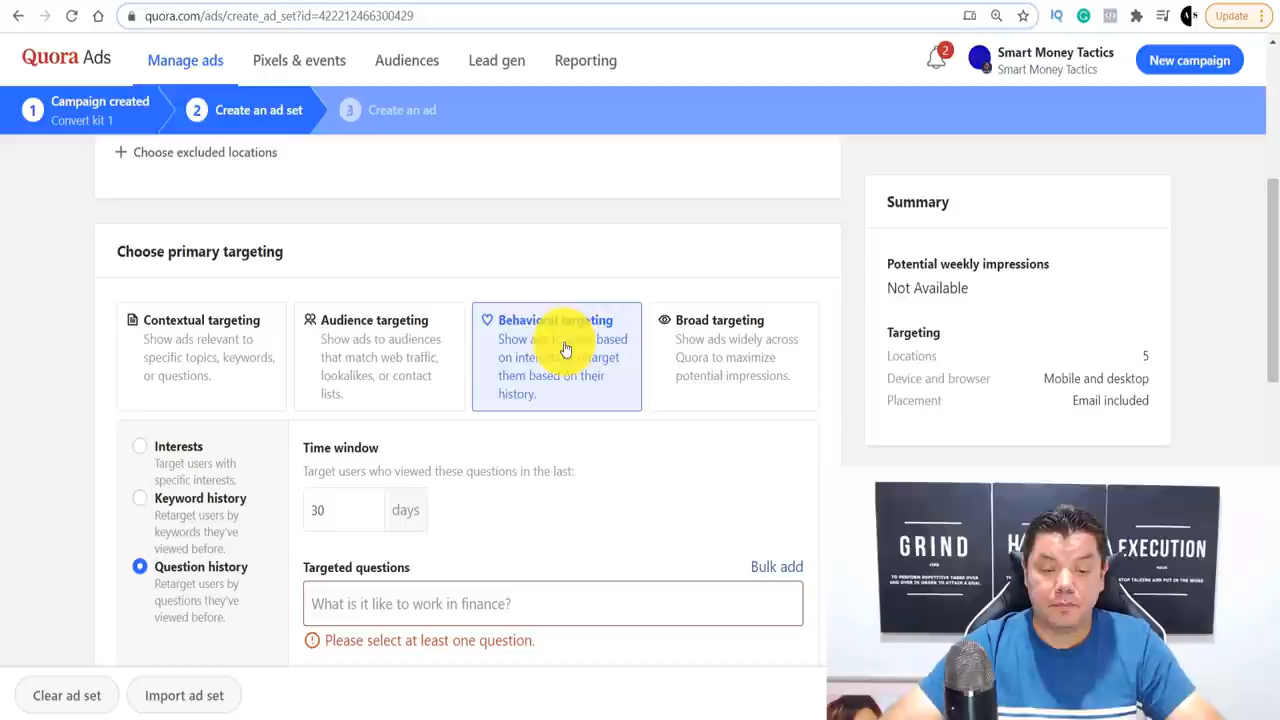 quora.com/ads/create_ad_set?id=422212466300429
Update
Quora Ads
Manage ads
Pixels & events
Audiences
Lead gen
Reporting
2
Smart Money Tactics
Smart Money Tactics
New campaign
1 Campaign created
Convert kit 1
2 Create an ad set
3 Create an ad
+ Choose excluded locations
Choose primary targeting
Contextual targeting
Show ads relevant to
specific topics, keywords,
or questions.
Audience targeting
Show ads to audiences
that match web traffic,
lookalikes, or contact
lists.
Behavioral targeting
Show ads based
on retarget
them based on their
history.
Broad targeting
Show ads widely across
Quora to maximize
potential impressions.
Interests
Target users with
specific interests.
Keyword history
Retarget users by
keywords they've
viewed before.
Question history
Retarget users by
questions they've
viewed before.
Time window
Target users who viewed these questions in the last:
30 days
Targeted questions
Bulk add
What is it like to work in finance?
Please select at least one question.
Clear ad set
Import ad set
Summary
Potential weekly impressions
Not Available
Targeting
Locations 5
Device and browser Mobile and desktop
Placement Email included
GRIND
EXECUTION